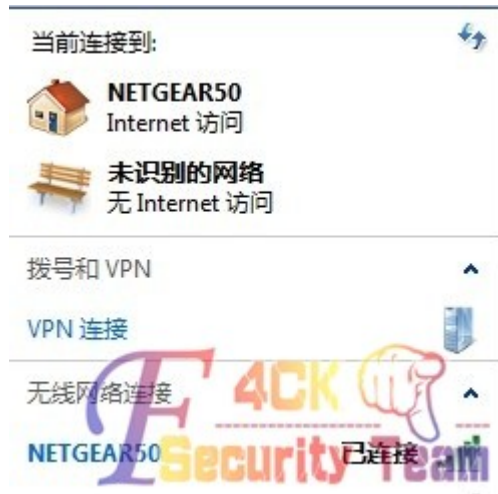 当前连接到:
NETGEAR50
Internet 访问
未识别的网络
无 Internet 访问
拨号和 VPN
VPN 连接
无线网络连接
F4CK
NETGEAR50 已连接
Security Team